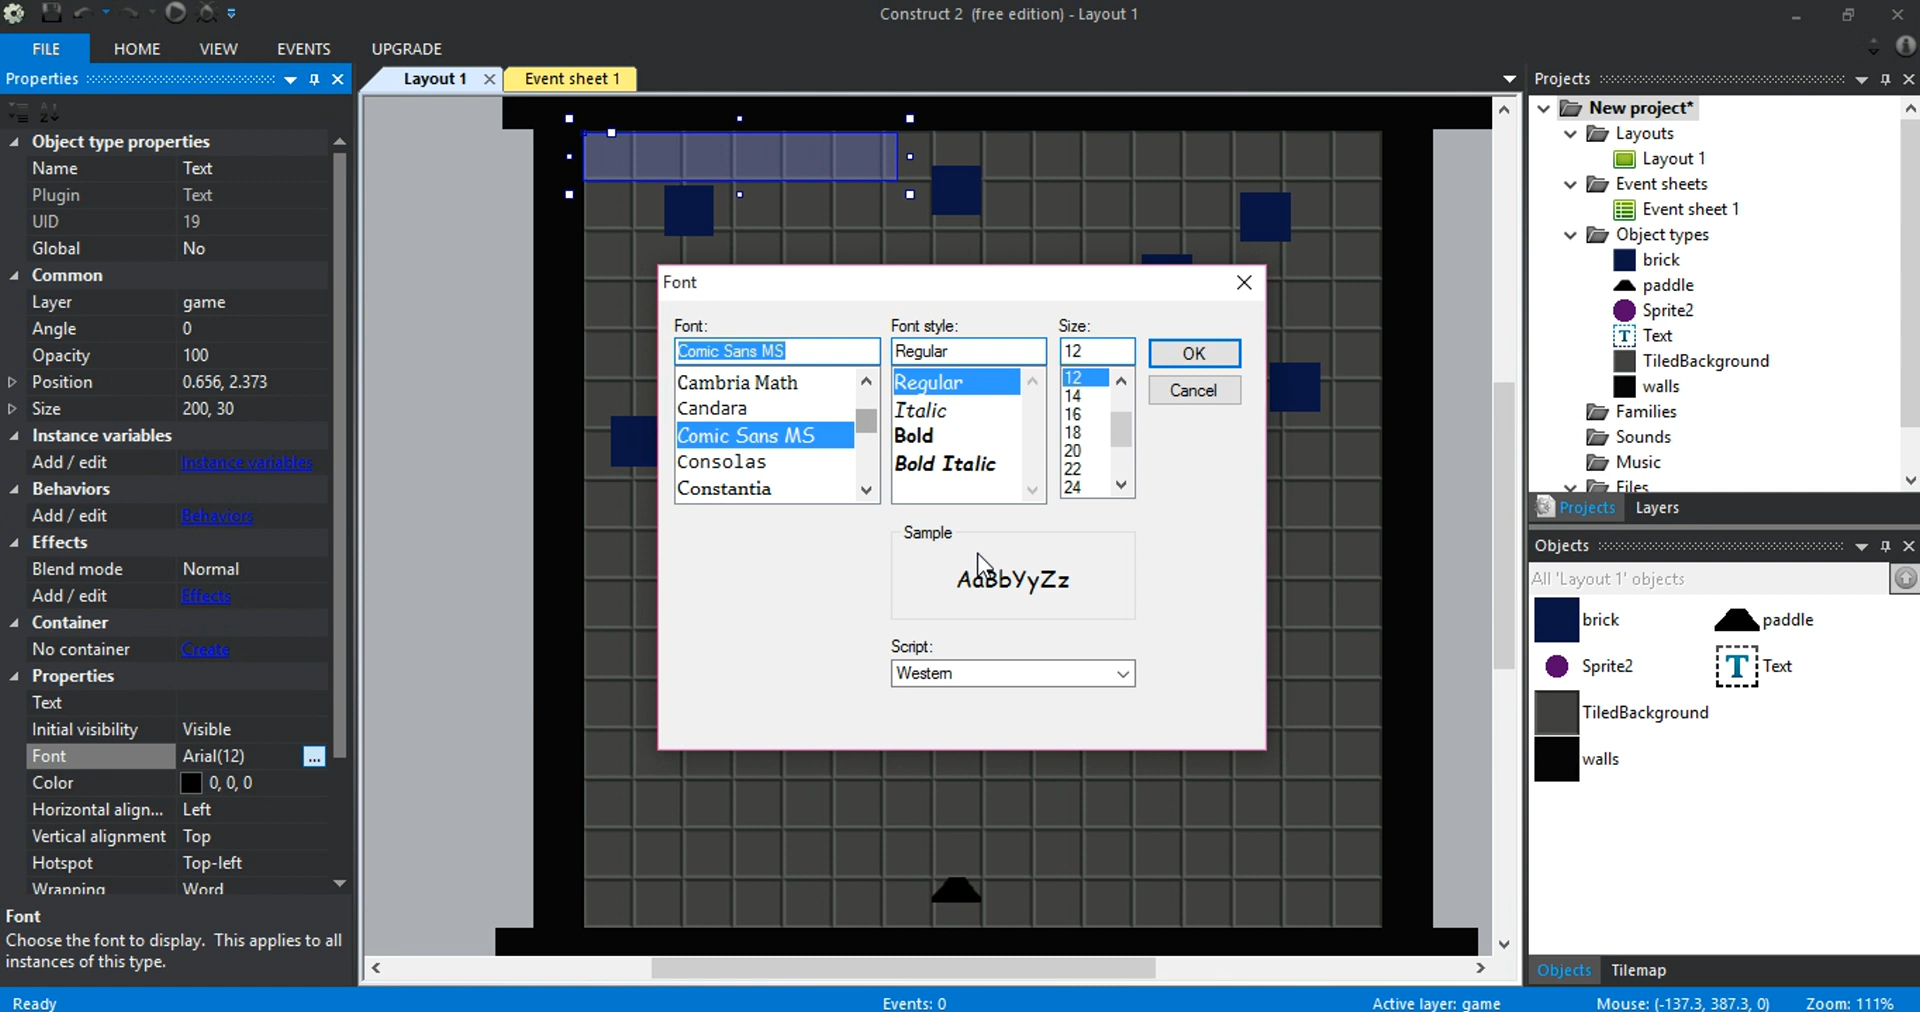 Construct 2 (free edition) - Layout 1
FILE HOME VIEW EVENTS UPGRADE
Properties
Layout 1
Event sheet 1
Object type properties
Name Text
Plugin Text
UID 19
Global No
Common
Layer game
Angle 0
Opacity 100
Position 0.656, 2.373
Size 200, 30
Instance variables
Add / edit Instance variables
Behaviors
Add / edit Behaviors
Effects
Blend mode Normal
Add / edit Effects
Container
No container Create
Properties
Text
Initial visibility Visible
Font Arial(12) ...
Color 0, 0, 0
Horizontal align... Left
Vertical alignment Top
Hotspot Top-left
Wrapping Word
Font
Choose the font to display. This applies to all
instances of this type.
Font
Font:
Comic Sans MS
Cambria Math
Candara
Comic Sans MS
Consolas
Constantia
Font style:
Regular
Regular
Italic
Bold
Bold Italic
Size:
12
12
14
16
18
20
22
24
OK
Cancel
Sample
AaBbYyZz
Script:
Western
Projects
New project*
Layouts
Layout 1
Event sheets
Event sheet 1
Object types
brick
paddle
Sprite2
T Text
TiledBackground
walls
Families
Sounds
Music
Files
Projects Layers
Objects
All 'Layout 1' objects
brick paddle
Sprite2 T Text
TiledBackground
walls
Objects Tilemap
Ready Events: 0 Active layer: game Mouse: (-137.3, 387.3, 0) Zoom: 111%